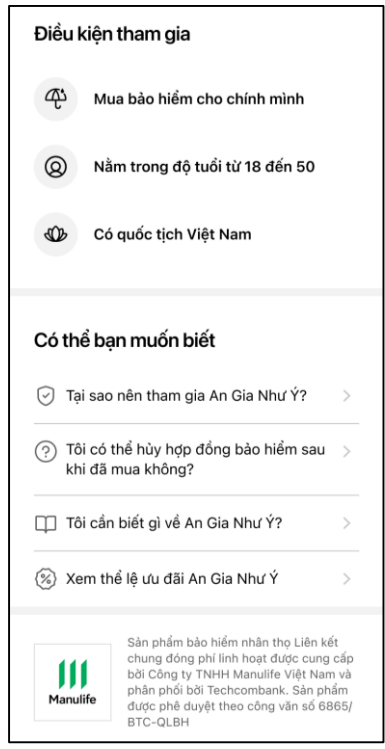 Điều kiện tham gia
Mua bảo hiểm cho chính mình
Nằm trong độ tuổi từ 18 đến 50
Có quốc tịch Việt Nam
Có thể bạn muốn biết
Tại sao nên tham gia An Gia Như Ý?
Tôi có thể hủy hợp đồng bảo hiểm sau
khi đã mua không?
Tôi cần biết gì về An Gia Như Ý?
Xem thể lệ ưu đãi An Gia Như Ý
Manulife
Sản phẩm bảo hiểm nhân thọ Liên kết
chung đóng phí linh hoạt được cung cấp
bởi Công ty TNHH Manulife Việt Nam và
phân phối bởi Techcombank. Sản phẩm
được phê duyệt theo công văn số 6865/
BTC-QLBH